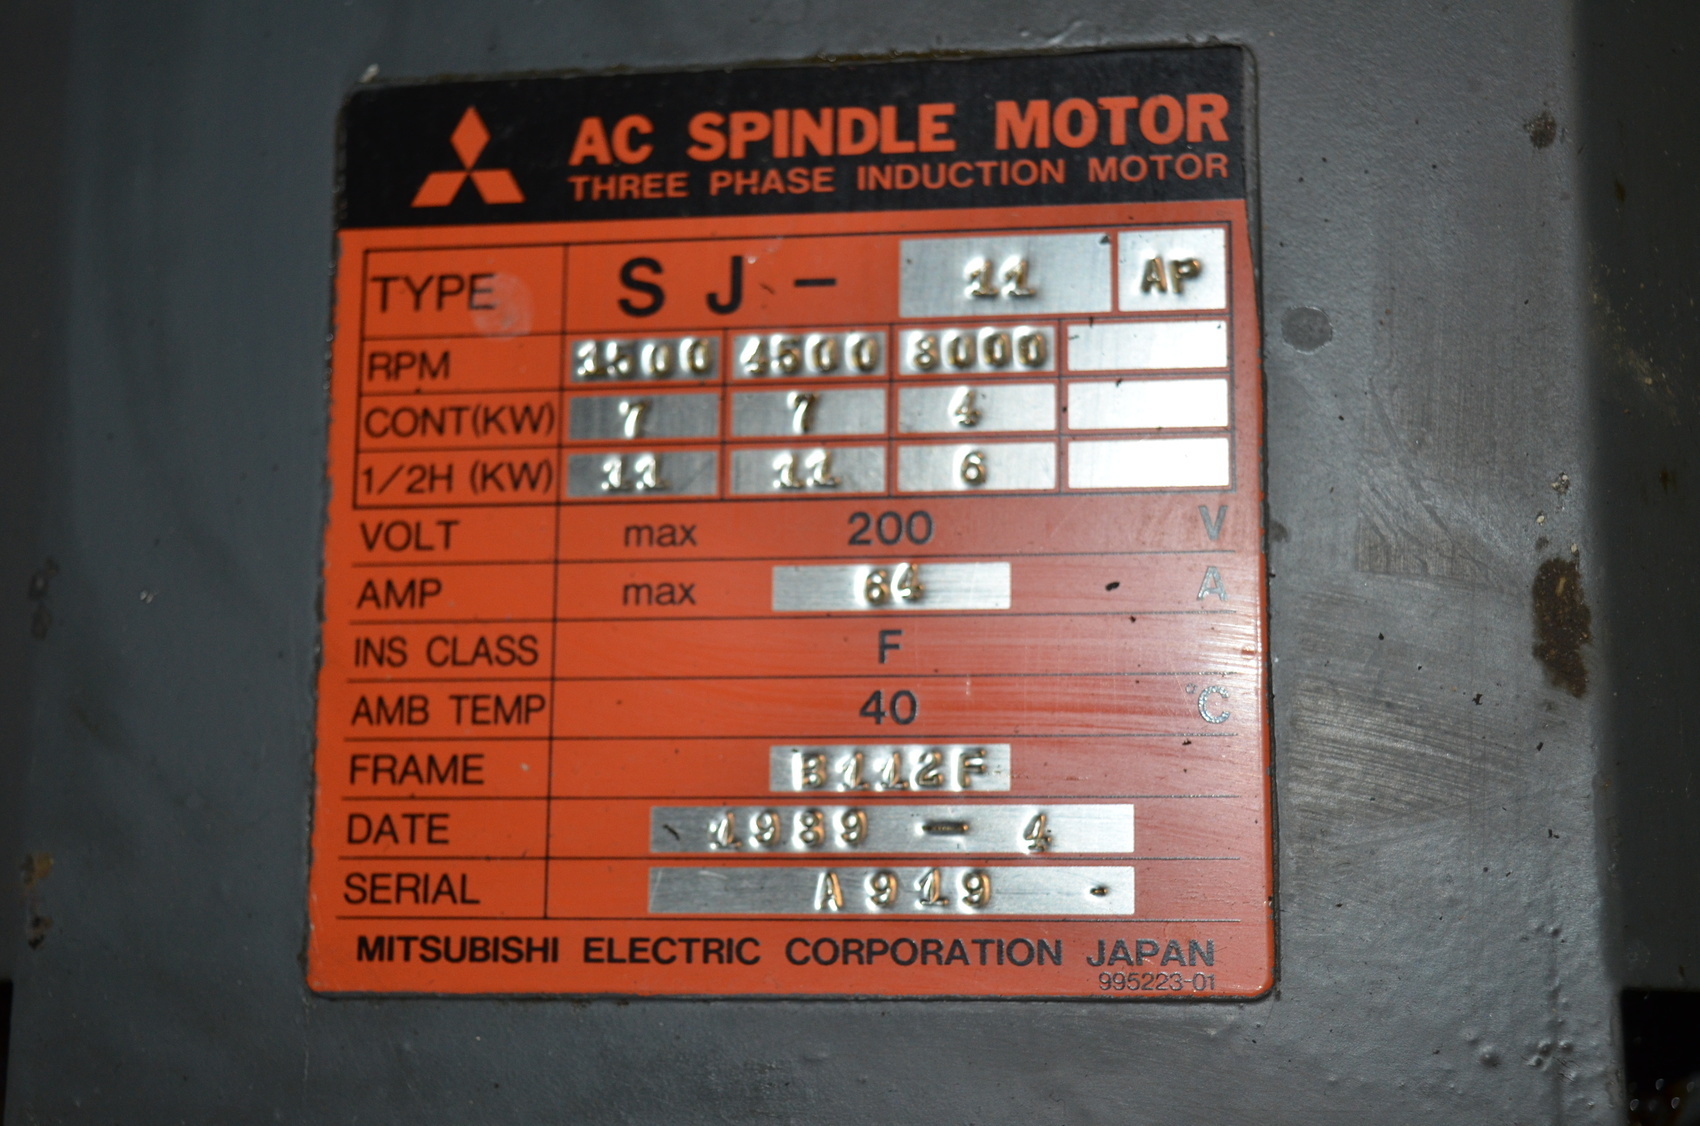 AC SPINDLE MOTOR
THREE PHASE INDUCTION MOTOR
TYPE SJ- 11 AP
RPM 1500 4500 8000
CONT(KW) 7 7 4
1/2H (KW) 11 11 6
VOLT max 200 V
AMP max 64 A
INS CLASS F
AMB TEMP 40 °C
FRAME B112F
DATE 1989 - 4
SERIAL A919 -
MITSUBISHI ELECTRIC CORPORATION JAPAN
995223-01